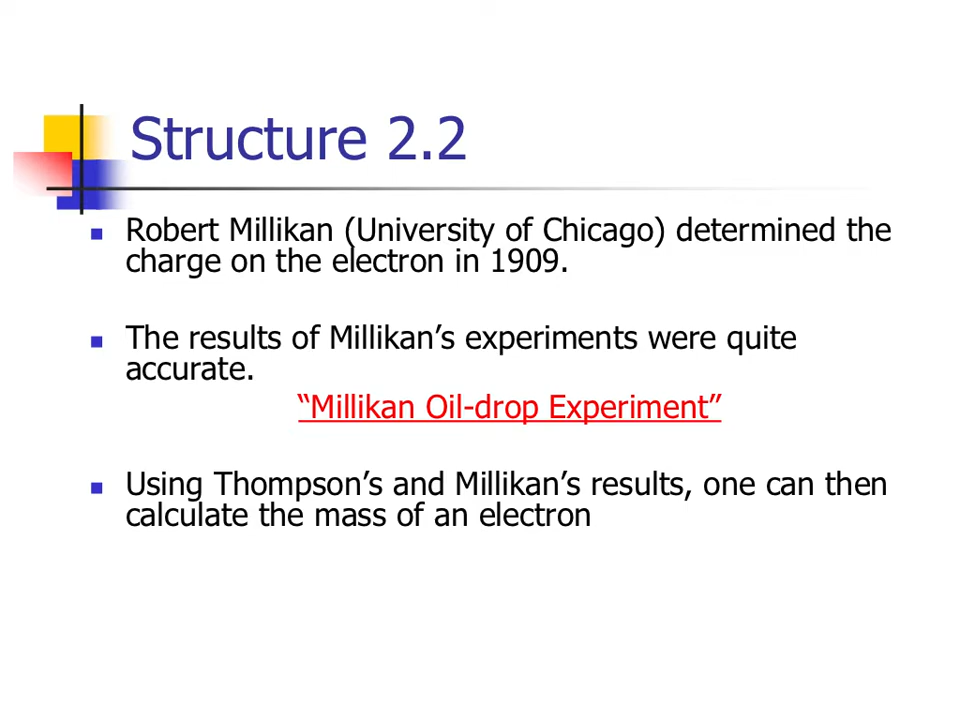 Structure 2.2
Robert Millikan (University of Chicago) determined the
charge on the electron in 1909.
The results of Millikan’s experiments were quite
accurate.
“Millikan Oil-drop Experiment”
Using Thompson’s and Millikan’s results, one can then
calculate the mass of an electron